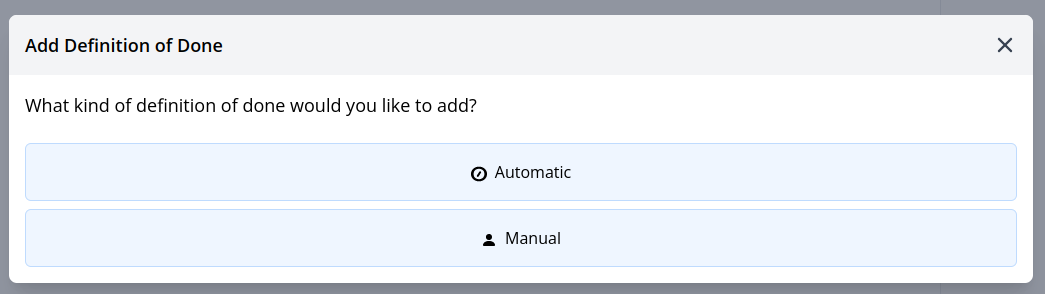 Add Definition of Done
What kind of definition of done would you like to add?
Automatic
Manual